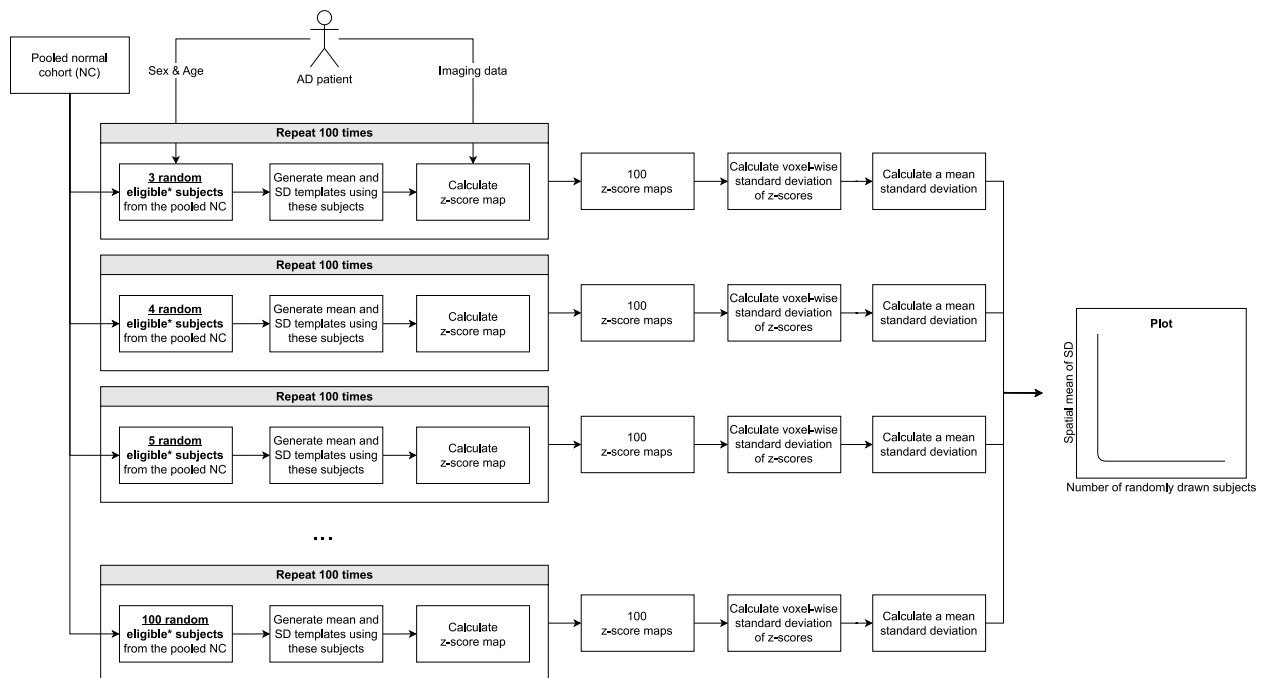 Pooled normal
cohort (NC)
Sex & Age
AD patient
Imaging data
Repeat 100 times
3 random
eligible* subjects
from the pooled NC
Generate mean and
SD templates using
these subjects
Calculate
z-score map
100
z-score maps
Calculate voxel-wise
standard deviation
of z-scores
Calculate a mean
standard deviation
Repeat 100 times
4 random
eligible* subjects
from the pooled NC
Generate mean and
SD templates using
these subjects
Calculate
z-score map
100
z-score maps
Calculate voxel-wise
standard deviation
of z-scores
Calculate a mean
standard deviation
Repeat 100 times
5 random
eligible* subjects
from the pooled NC
Generate mean and
SD templates using
these subjects
Calculate
z-score map
100
z-score maps
Calculate voxel-wise
standard deviation
of z-scores
Calculate a mean
standard deviation
...
Repeat 100 times
100 random
eligible* subjects
from the pooled NC
Generate mean and
SD templates using
these subjects
Calculate
z-score map
100
z-score maps
Calculate voxel-wise
standard deviation
of z-scores
Calculate a mean
standard deviation
Plot
Spatial mean of SD
Number of randomly drawn subjects